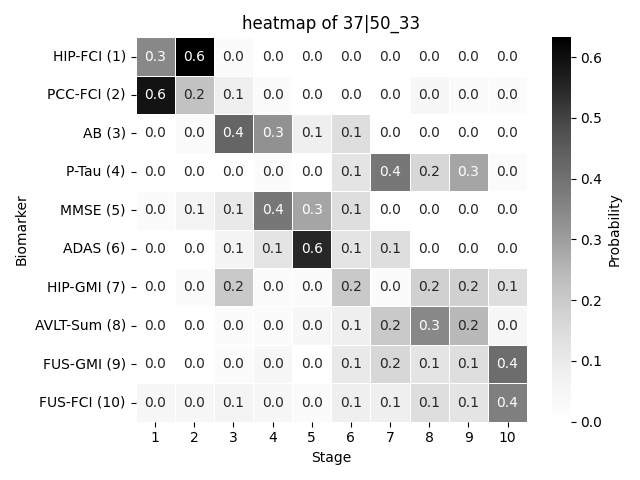 heatmap of 37|50_33
HIP-FCI (1) 0.3 0.6 0.0 0.0 0.0 0.0 0.0 0.0 0.0 0.0
PCC-FCI (2) 0.6 0.2 0.1 0.0 0.0 0.0 0.0 0.0 0.0 0.0
AB (3) 0.0 0.0 0.4 0.3 0.1 0.1 0.0 0.0 0.0 0.0
P-Tau (4) 0.0 0.0 0.0 0.0 0.0 0.1 0.4 0.2 0.3 0.0
MMSE (5) 0.0 0.1 0.1 0.4 0.3 0.1 0.0 0.0 0.0 0.0
ADAS (6) 0.0 0.0 0.1 0.1 0.6 0.1 0.1 0.0 0.0 0.0
HIP-GMI (7) 0.0 0.0 0.2 0.0 0.0 0.2 0.0 0.2 0.2 0.1
AVLT-Sum (8) 0.0 0.0 0.0 0.0 0.0 0.1 0.2 0.3 0.2 0.0
FUS-GMI (9) 0.0 0.0 0.0 0.0 0.0 0.1 0.2 0.1 0.1 0.4
FUS-FCI (10) 0.0 0.0 0.1 0.0 0.0 0.1 0.1 0.1 0.1 0.4
1 2 3 4 5 6 7 8 9 10
Stage
Biomarker
0.6
0.5
0.4
0.3
0.2
0.1
0.0
Probability